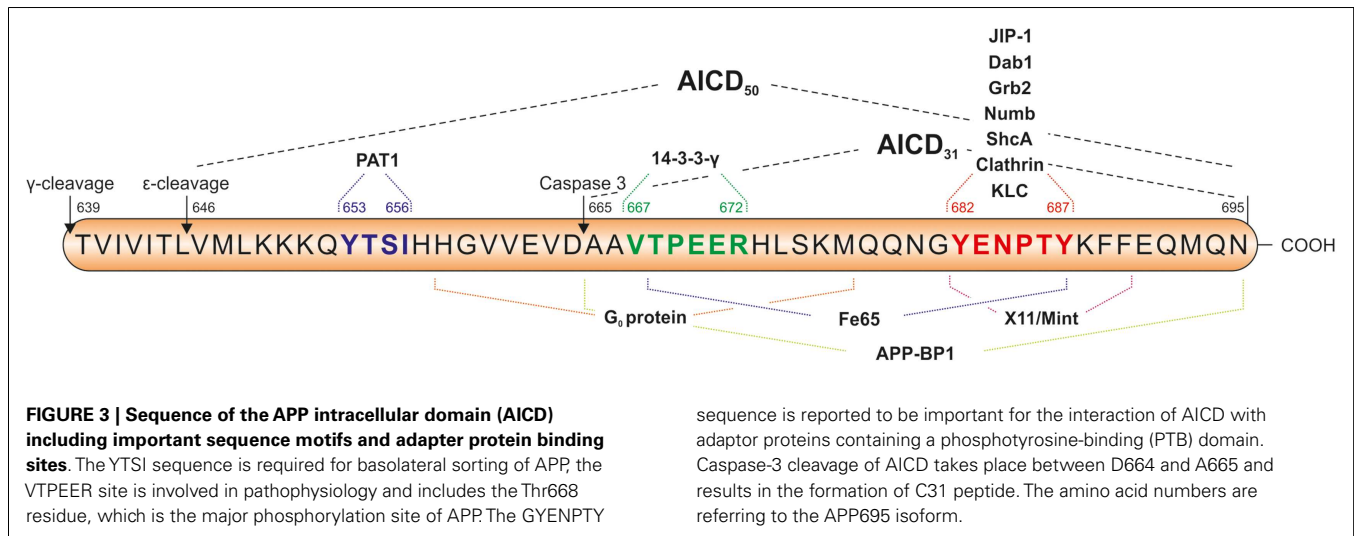 JIP-1
Dab1
AICD50
Grb2
Numb
AICD31
ShcA
PAT1
14-3-3-γ
Clathrin
γ-cleavage
ε-cleavage
Caspase 3
KLC
639
646
653
656
665
667
672
682
687
695
TVIVITLVMLKKKQYTSIHHGVVEVDAAVTPEERHLSKMQQNGYENPTYKFFEQMQN
COOH
G0 protein
Fe65
X11/Mint
APP-BP1
FIGURE 3 | Sequence of the APP intracellular domain (AICD)
including important sequence motifs and adapter protein binding
sites. The YTSI sequence is required for basolateral sorting of APP, the
VTPEER site is involved in pathophysiology and includes the Thr668
residue, which is the major phosphorylation site of APP. The GYENPTY
sequence is reported to be important for the interaction of AICD with
adaptor proteins containing a phosphotyrosine-binding (PTB) domain.
Caspase-3 cleavage of AICD takes place between D664 and A665 and
results in the formation of C31 peptide. The amino acid numbers are
referring to the APP695 isoform.